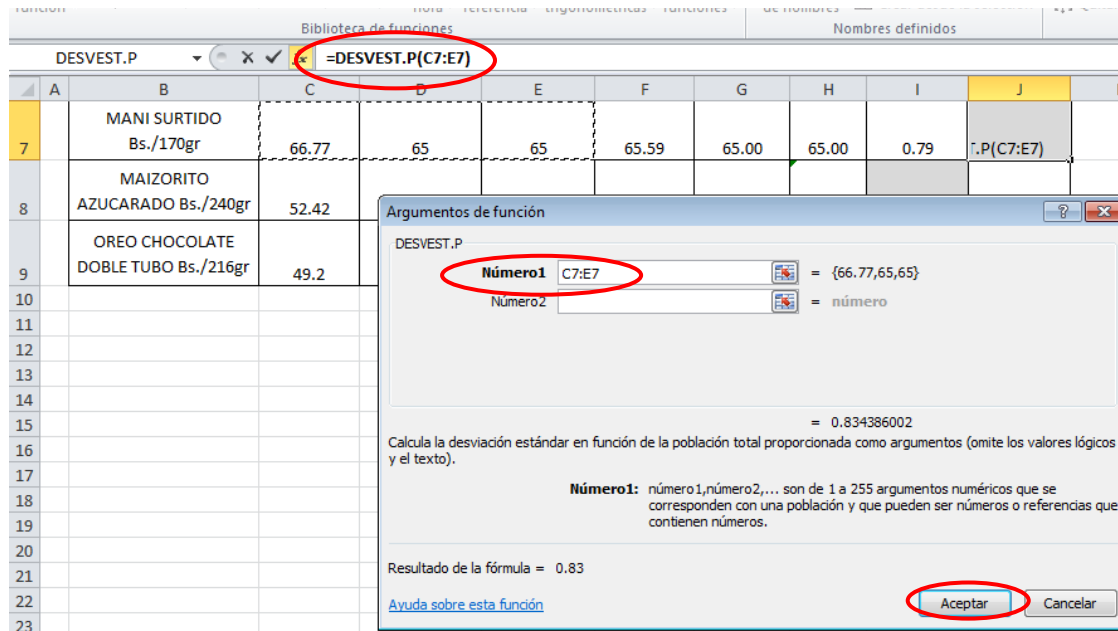 Biblioteca de funciones Nombres definidos
DESVEST.P fx =DESVEST.P(C7:E7)
A B C D E F G H I J
MANI SURTIDO
Bs./170gr
7 66.77 65 65 65.59 65.00 65.00 0.79 T.P(C7:E7)
MAIZORITO
AZUCARADO Bs./240gr
8 52.42
OREO CHOCOLATE
DOBLE TUBO Bs./216gr
9 49.2
10
11
12
13
14
15
16
17
18
19
20
21
22
23
Argumentos de función ?
DESVEST.P
Número1 C7:E7 = {66.77,65,65}
Número2 = número
= 0.834386002
Calcula la desviación estándar en función de la población total proporcionada como argumentos (omite los valores lógicos
y el texto).
Número1: número1,número2,... son de 1 a 255 argumentos numéricos que se
corresponden con una población y que pueden ser números o referencias que
contienen números.
Resultado de la fórmula = 0.83
Ayuda sobre esta función Aceptar Cancelar